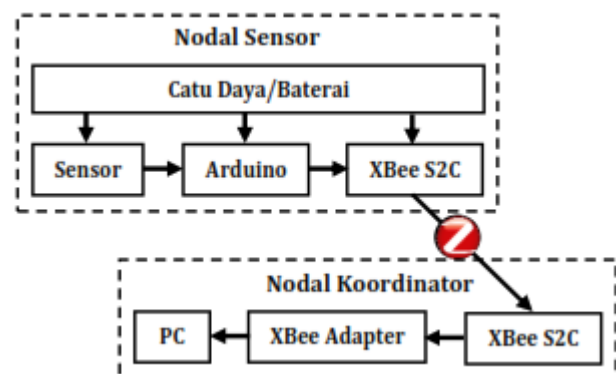 Nodal Sensor
Catu Daya/Baterai
Sensor
Arduino
XBee S2C
Nodal Koordinator
PC
XBee Adapter
XBee S2C